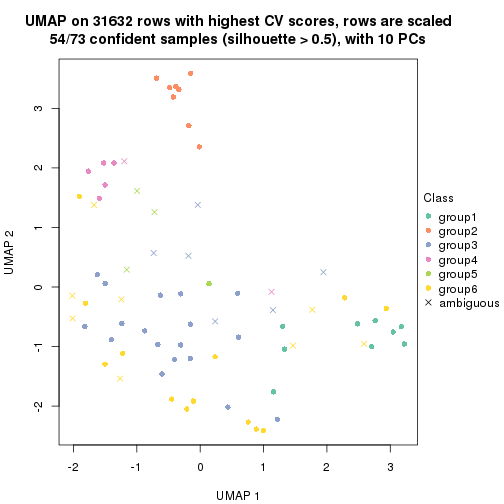 UMAP on 31632 rows with highest CV scores, rows are scaled
54/73 confident samples (silhouette > 0.5), with 10 PCs
3
2
1
0
-1
-2
UMAP 2
-2 -1 0 1 2 3
UMAP 1
Class
group1
group2
group3
group4
group5
group6
ambiguous